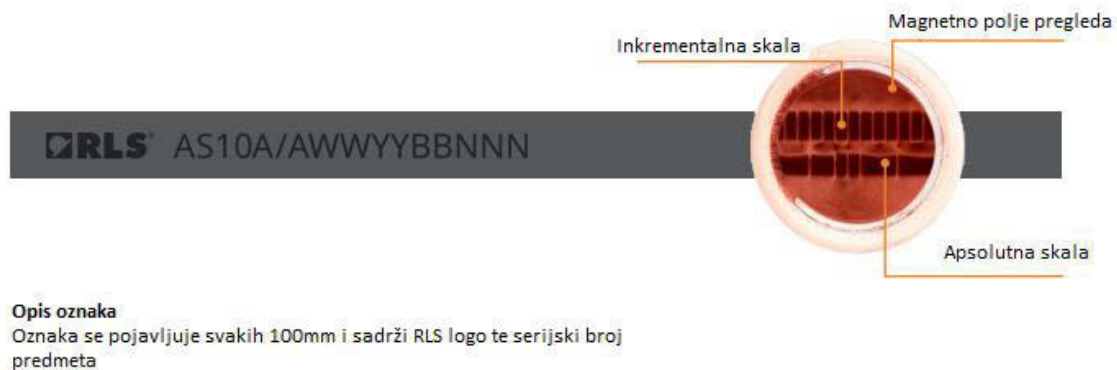 Magnetno polje pregleda
Inkrementalna skala
RLS® AS10A/AWWYYBBNNN
Apsolutna skala
Opis oznaka
Oznaka se pojavljuje svakih 100mm i sadrži RLS logo te serijski broj
predmeta